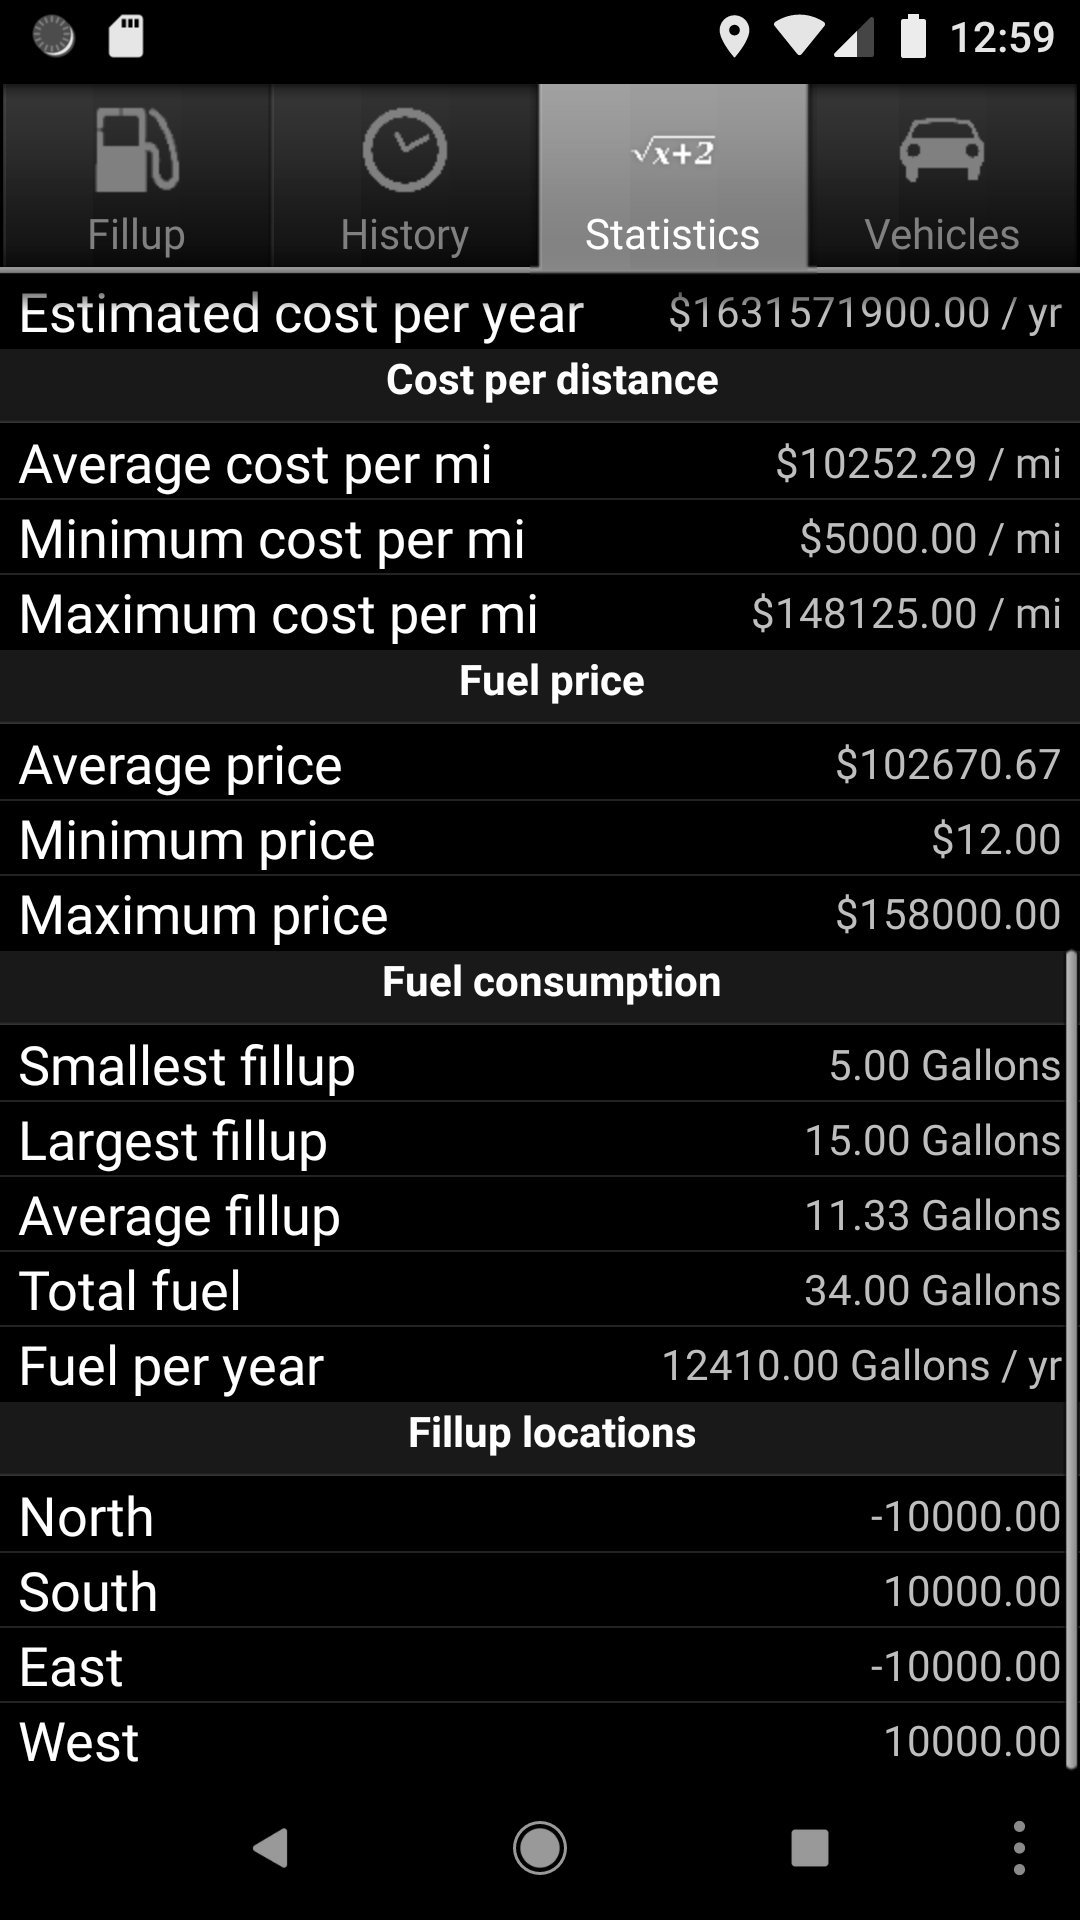 12:59
√x+2
Fillup History Statistics Vehicles
Estimated cost per year $1631571900.00 / yr
Cost per distance
Average cost per mi $10252.29 / mi
Minimum cost per mi $5000.00 / mi
Maximum cost per mi $148125.00 / mi
Fuel price
Average price $102670.67
Minimum price $12.00
Maximum price $158000.00
Fuel consumption
Smallest fillup 5.00 Gallons
Largest fillup 15.00 Gallons
Average fillup 11.33 Gallons
Total fuel 34.00 Gallons
Fuel per year 12410.00 Gallons / yr
Fillup locations
North -10000.00
South 10000.00
East -10000.00
West 10000.00